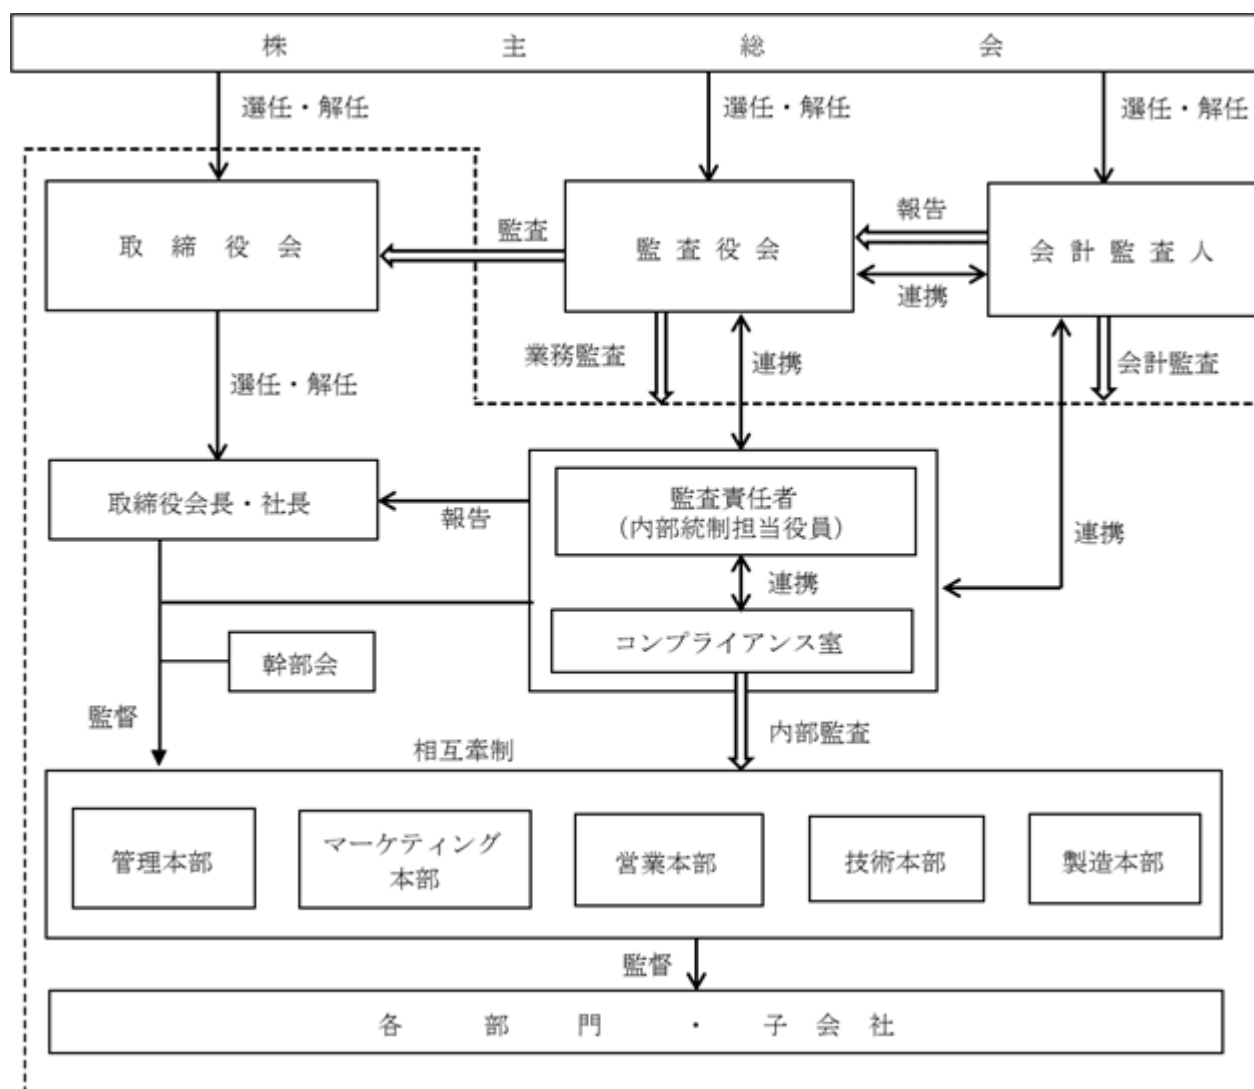 株主総会
選任・解任
選任・解任
選任・解任
取締役会
監査
監査役会
報告
連携
会計監査人
選任・解任
業務監査
連携
会計監査
取締役会長・社長
報告
監査責任者
(内部統制担当役員)
連携
連携
コンプライアンス室
幹部会
監督
内部監査
相互牽制
管理本部
マーケティング
本部
営業本部
技術本部
製造本部
監督
各部門・子会社